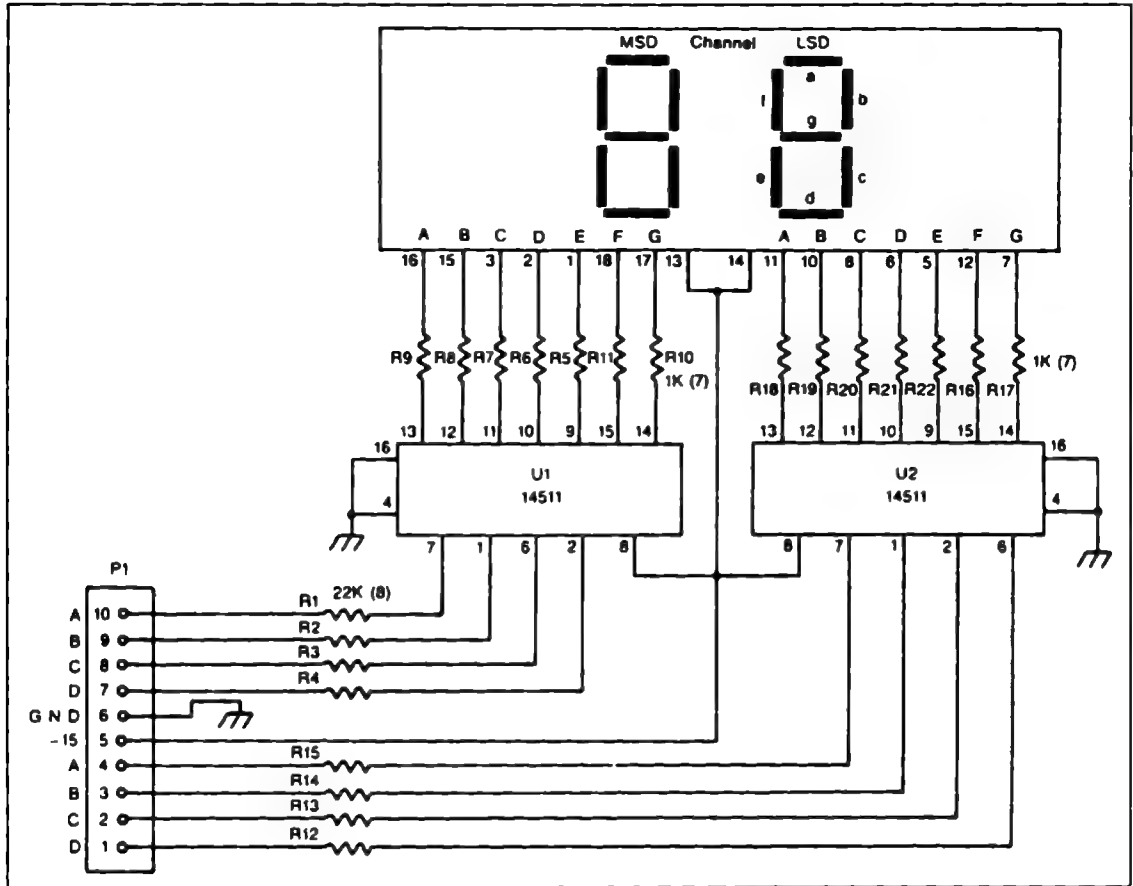 MSD Channel LSD
a
f b
g
e c
d
A B C D E F G A B C D E F G
16 15 3 2 1 18 17 13 14 11 10 8 6 5 12 7
R9 R8 R7 R6 R5 R11 R10
1K (7)
R18 R19 R20 R21 R22 R16 R17
1K (7)
13 12 11 10 9 15 14
13 12 11 10 9 15 14
16
4
U1
14511
U2
14511
16
4
7 1 6 2 8
8 7 1 2 6
P1
22K (8)
A 10 R1
B 9 R2
C 8 R3
D 7 R4
G N D 6
-15 5
A 4 R15
B 3 R14
C 2 R13
D 1 R12